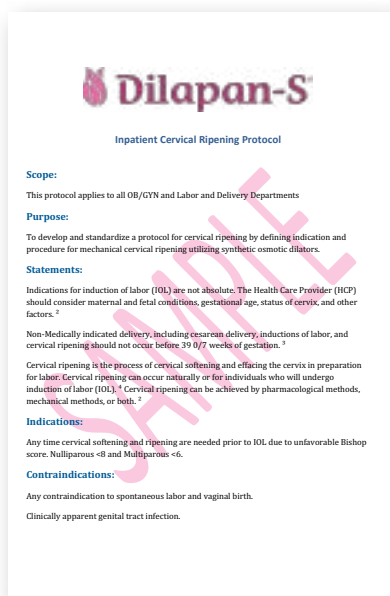 Dilapan-S
Inpatient Cervical Ripening Protocol
Scope:
This protocol applies to all OB/GYN and Labor and Delivery Departments
Purpose:
To develop and standardize a protocol for cervical ripening by defining indication and
procedure for mechanical cervical ripening utilizing synthetic osmotic dilators.
Statements:
Indications for induction of labor (IOL) are not absolute. The Health Care Provider (HCP)
should consider maternal and fetal conditions, gestational age, status of cervix, and other
factors. ²
Non-Medically indicated delivery, including cesarean delivery, inductions of labor, and
cervical ripening should not occur before 39 0/7 weeks of gestation. ³
Cervical ripening is the process of cervical softening and effacing the cervix in preparation
for labor. Cervical ripening can occur naturally or for individuals who will undergo
induction of labor (IOL). ⁴ Cervical ripening can be achieved by pharmacological methods,
mechanical methods, or both. ²
Indications:
Any time cervical softening and ripening are needed prior to IOL due to unfavorable Bishop
score. Nulliparous <8 and Multiparous <6.
Contraindications:
Any contraindication to spontaneous labor and vaginal birth.
Clinically apparent genital tract infection.
SAMPLE